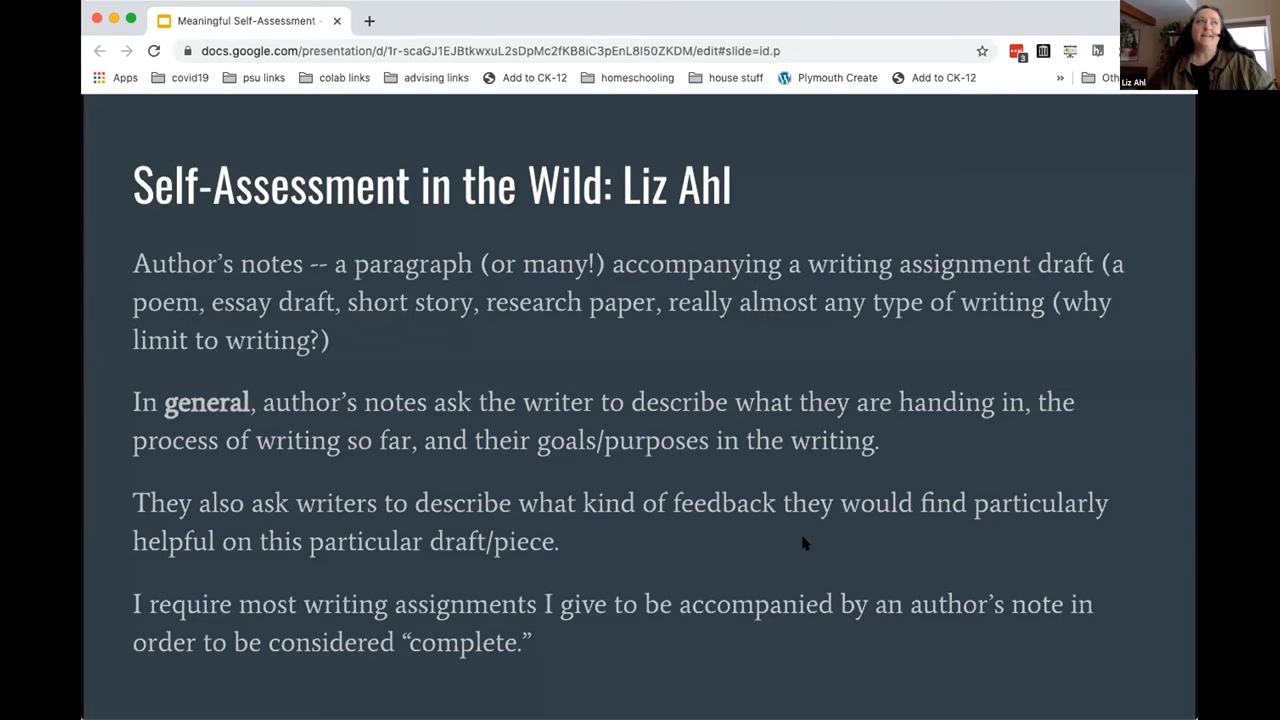 Meaningful Self-Assessment -
docs.google.com/presentation/d/1r-scaGJ1EJBtkwxuL2sDpMc2fKB8iC3pEnL8I50ZKDM/edit#slide=id.p
3
Apps covid19 psu links colab links advising links Add to CK-12 homeschooling house stuff Plymouth Create Add to CK-12 » Oth
Liz Ahl
Self-Assessment in the Wild: Liz Ahl
Author's notes -- a paragraph (or many!) accompanying a writing assignment draft (a
poem, essay draft, short story, research paper, really almost any type of writing (why
limit to writing?)
In general, author's notes ask the writer to describe what they are handing in, the
process of writing so far, and their goals/purposes in the writing.
They also ask writers to describe what kind of feedback they would find particularly
helpful on this particular draft/piece.
I require most writing assignments I give to be accompanied by an author's note in
order to be considered “complete.”